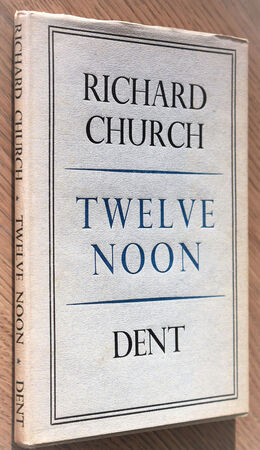 RICHARD
CHURCH
TWELVE
NOON
DENT
RICHARD CHURCH • TWELVE NOON • DENT